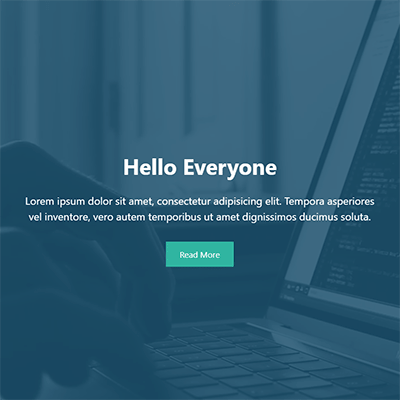 Hello Everyone
Lorem ipsum dolor sit amet, consectetur adipisicing elit. Tempora asperiores
vel inventore, vero autem temporibus ut amet dignissimos ducimus soluta.
Read More